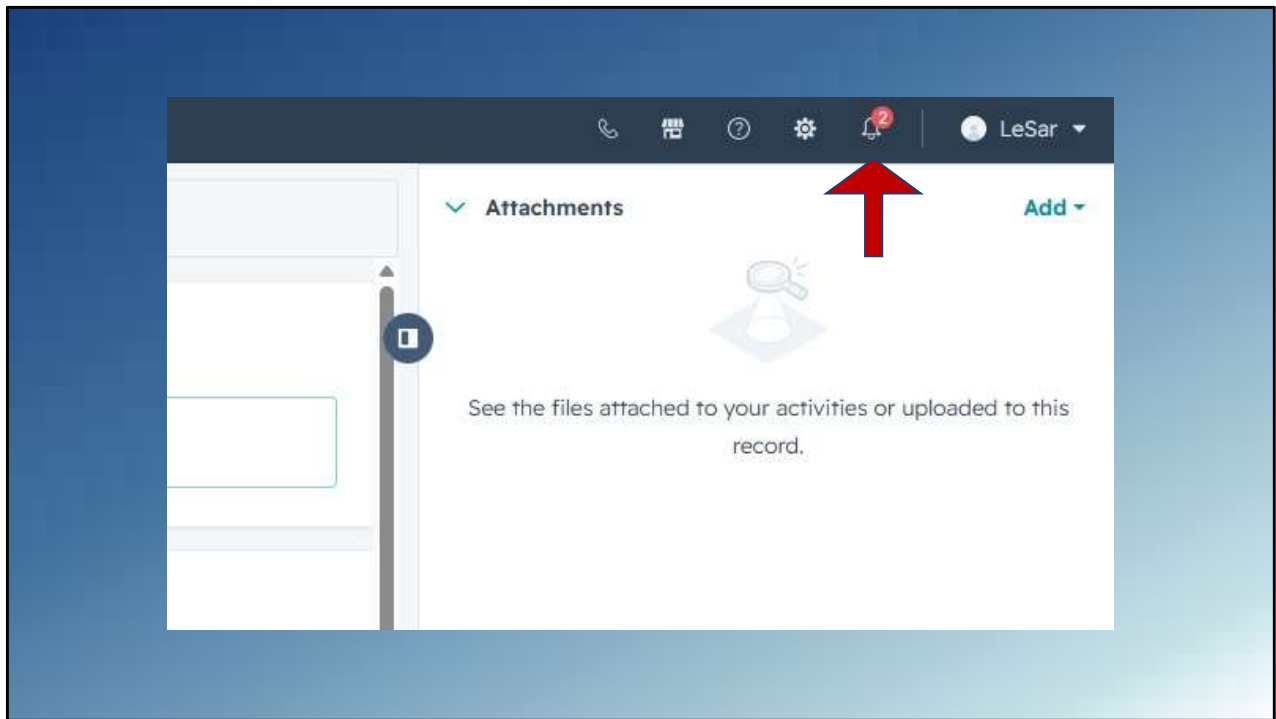 2
LeSar
Attachments
Add
See the files attached to your activities or uploaded to this
record.